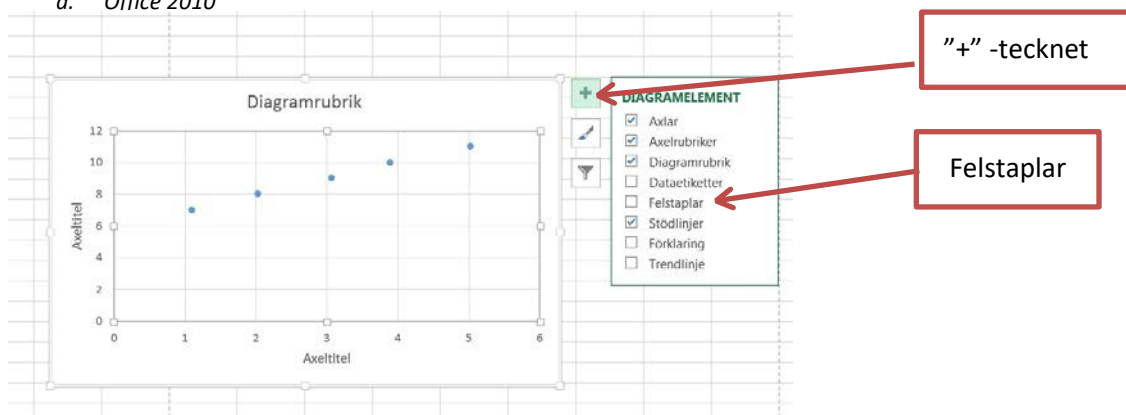 a. Office 2010
"+" -tecknet
Felstaplar
Diagramrubrik
12
10
8
6
4
2
0
Axeltitel
0 1 2 3 4 5 6
Axeltitel
DIAGRAMELEMENT
Axlar
Axelrubriker
Diagramrubrik
Dataetiketter
Felstaplar
Stödlinjer
Förklaring
Trendlinje